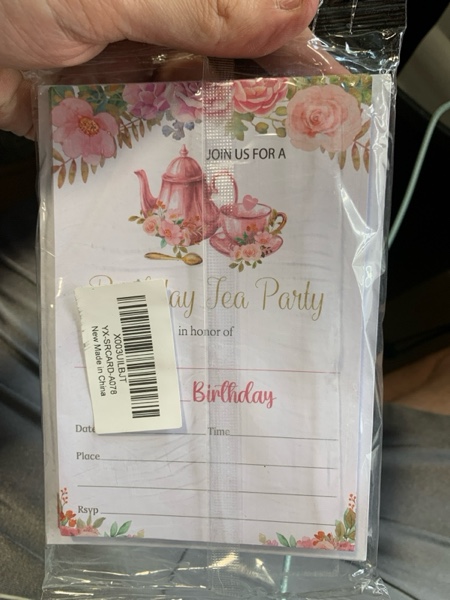 JOIN US FOR A
Birthday Tea Party
in honor of
Birthday
Date
Time
Place
Rsvp
X003UILBJT
YX-SRCARD-A078
New Made in China